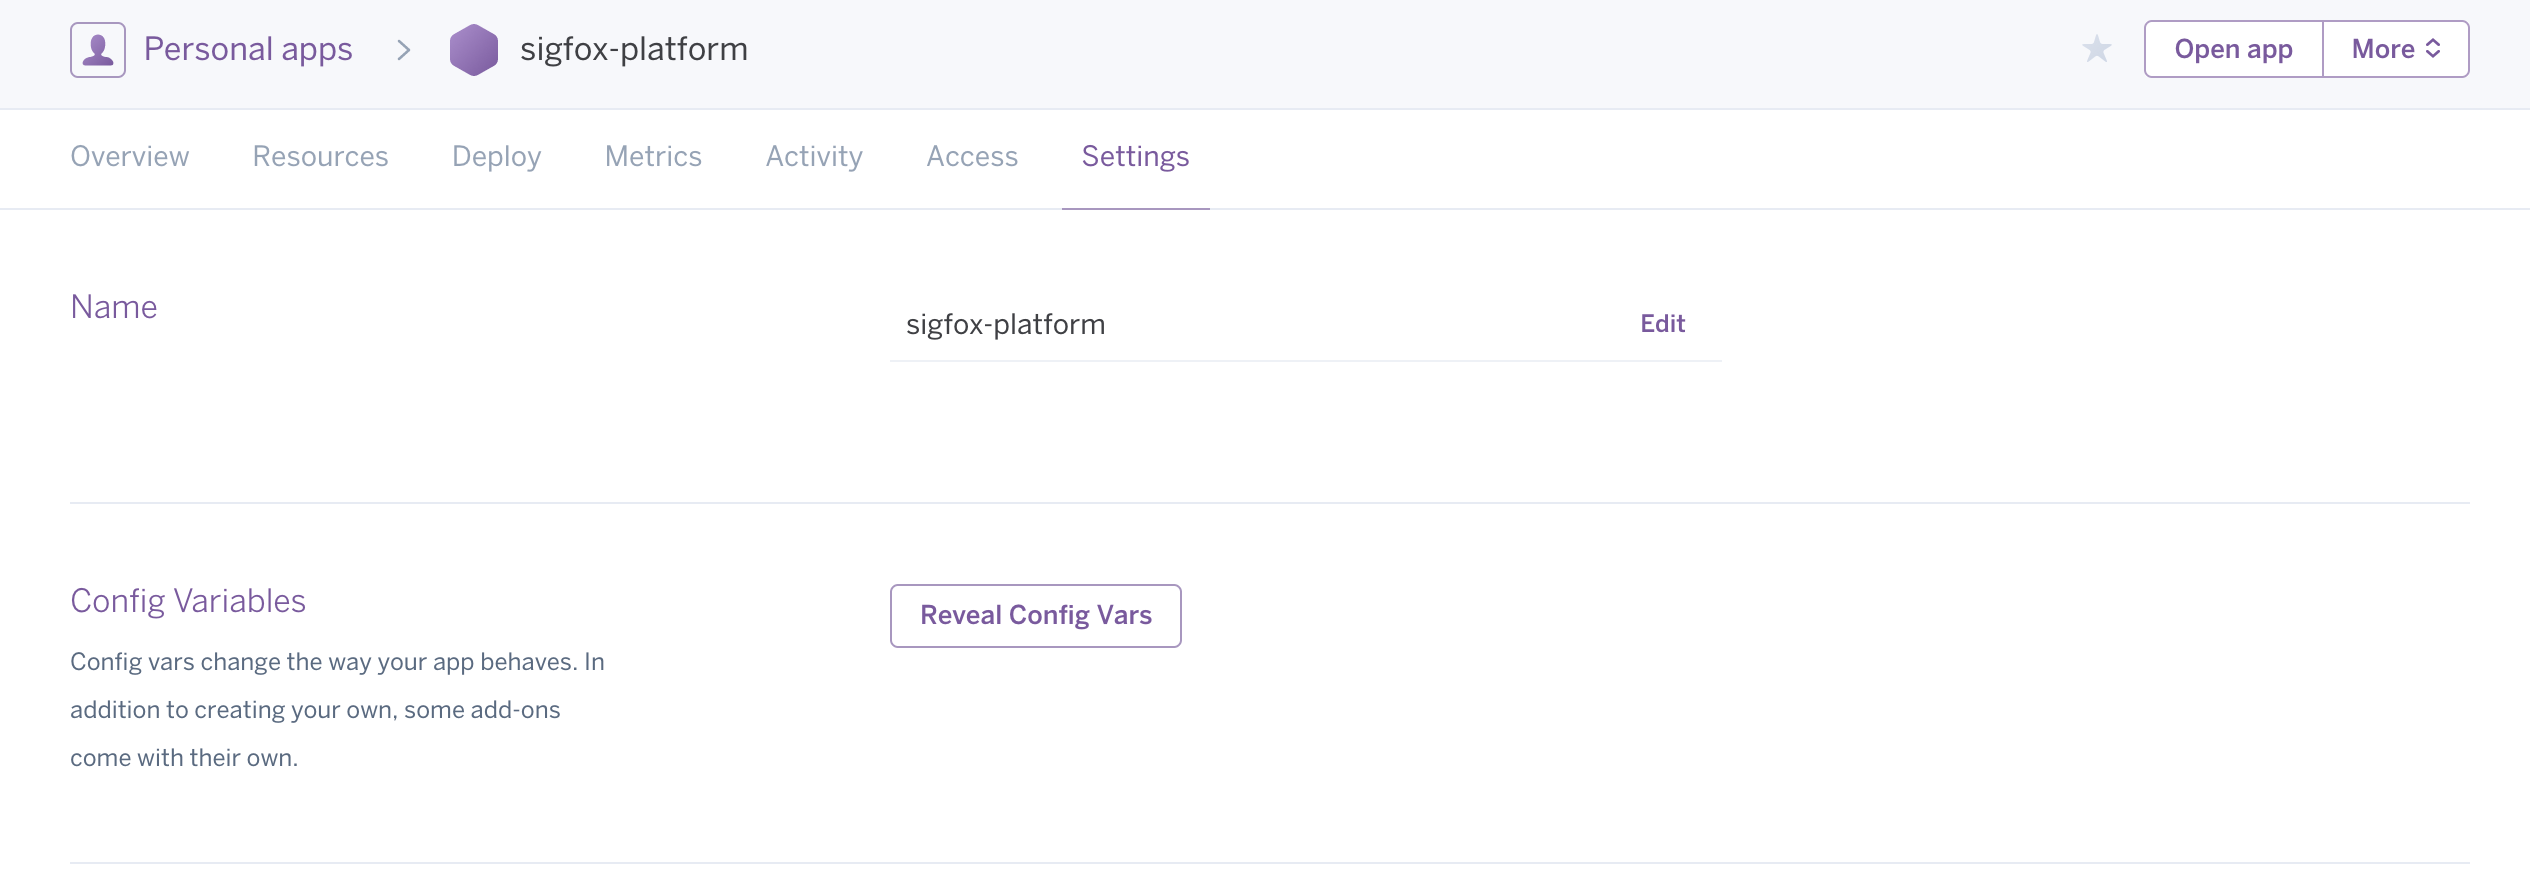 Personal apps
sigfox-platform
Open app
More
Overview
Resources
Deploy
Metrics
Activity
Access
Settings
Name
sigfox-platform
Edit
Config Variables
Reveal Config Vars
Config vars change the way your app behaves. In
addition to creating your own, some add-ons
come with their own.